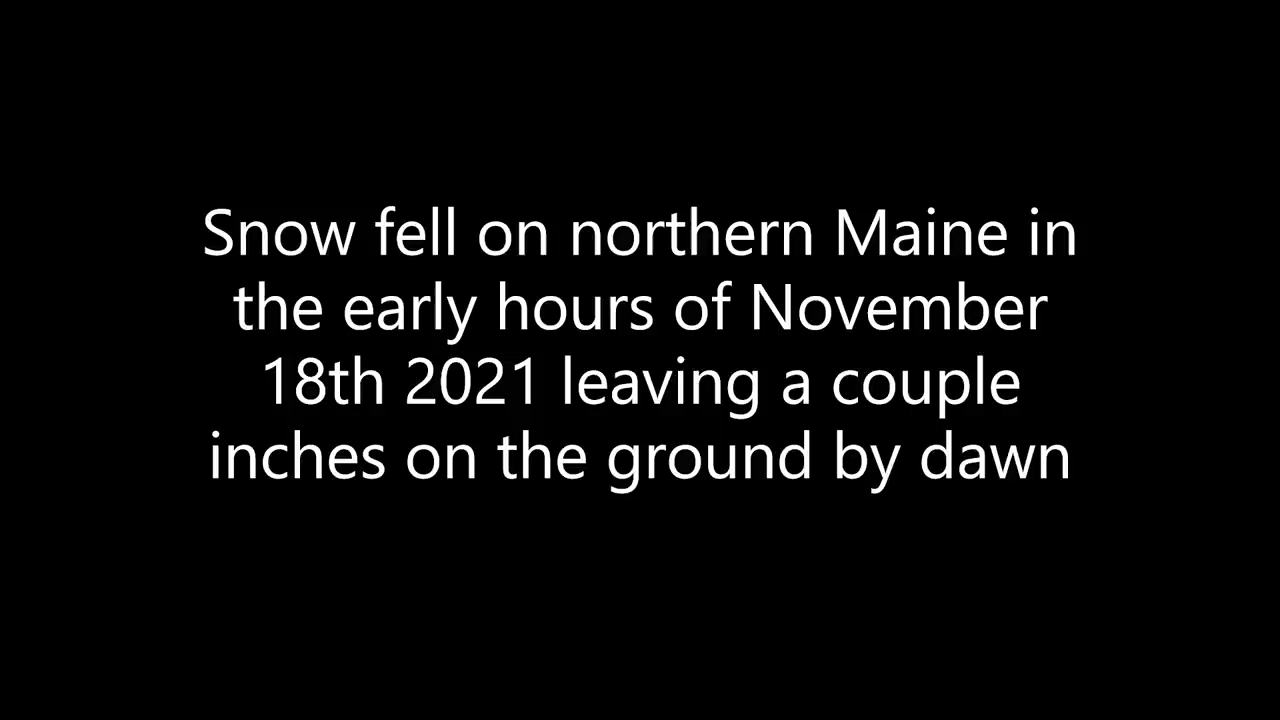 Snow fell on northern Maine in
the early hours of November
18th 2021 leaving a couple
inches on the ground by dawn